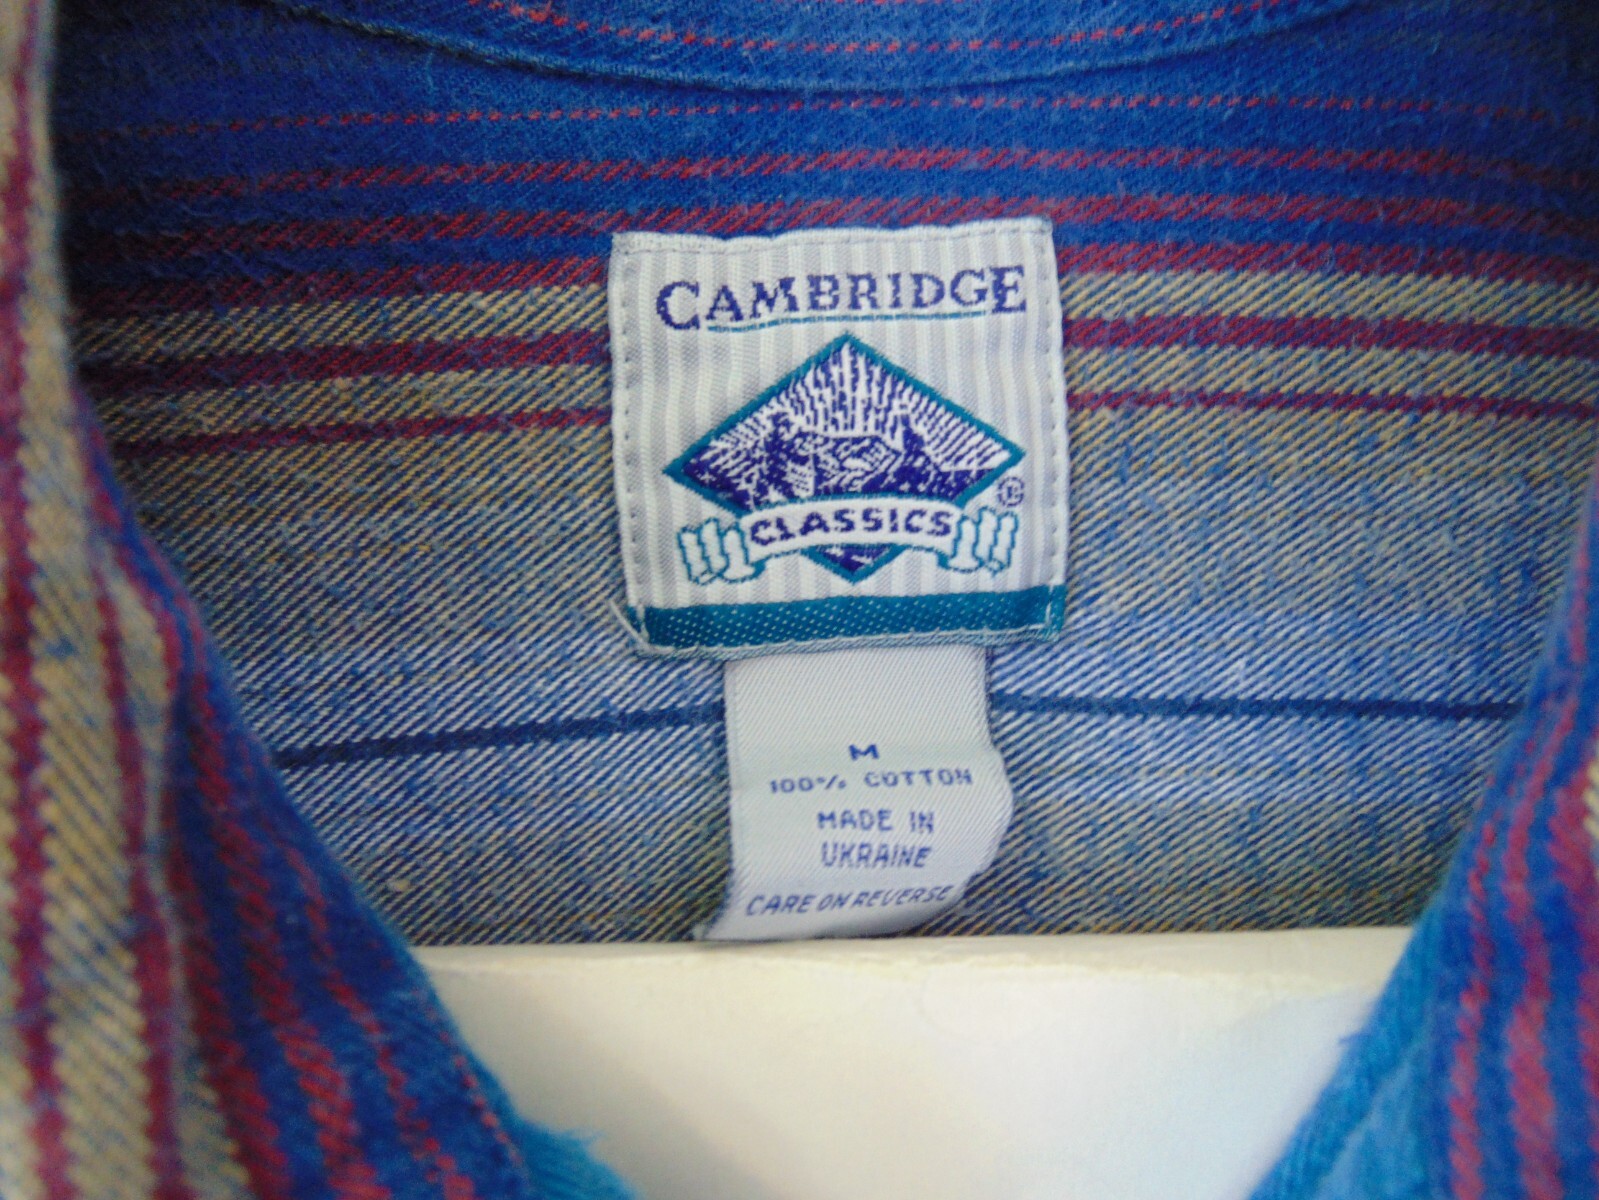 CAMBRIDGE
CLASSICS
®
M
100% COTTON
MADE IN
UKRAINE
CARE ON REVERSE